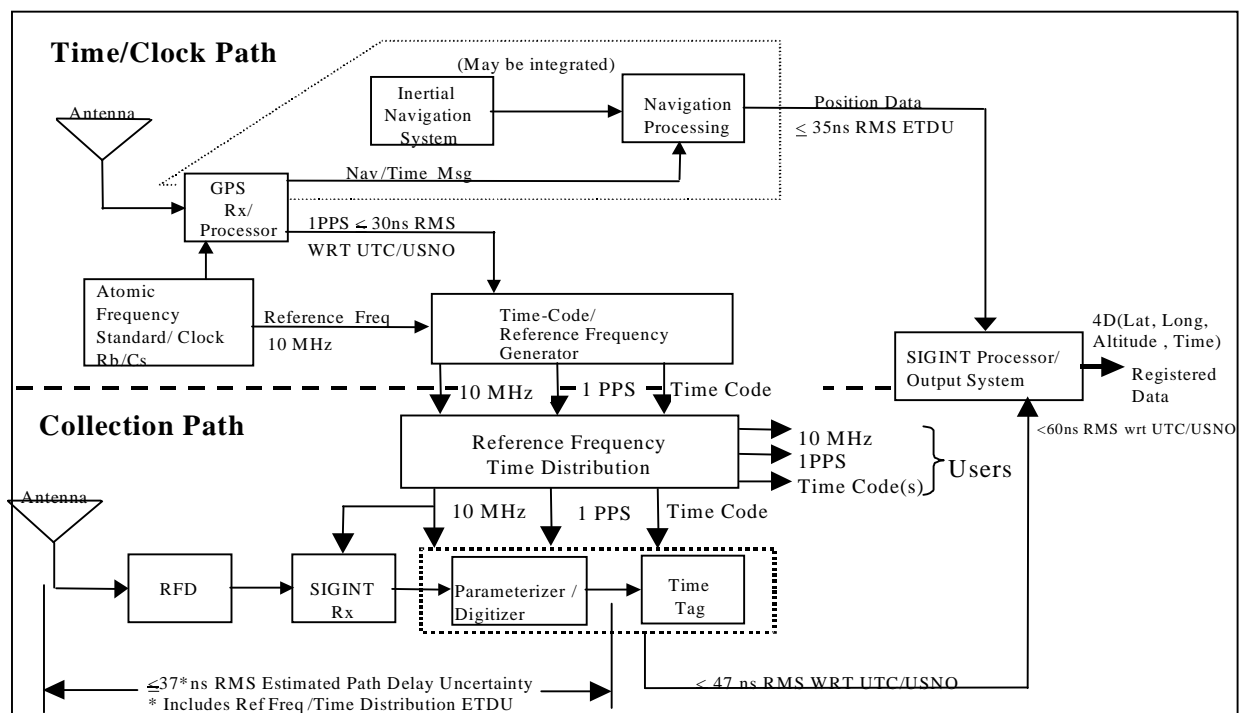 Time/Clock Path
(May be integrated)
Antenna
Inertial
Navigation
System
Navigation
Processing
Position Data
≤ 35ns RMS ETDU
Nav/Time Msg
GPS
Rx/
Processor
1PPS ≤ 30ns RMS
WRT UTC/USNO
Atomic
Frequency
Standard/ Clock
Rb/Cs
Reference Freq
10 MHz
Time-Code/
Reference Frequency
Generator
SIGINT Processor/
Output System
4D(Lat, Long,
Altitude , Time)
Registered
Data
10 MHz
1 PPS
Time Code
Collection Path
<60ns RMS wrt UTC/USNO
Reference Frequency
Time Distribution
10 MHz
1PPS
Time Code(s)
Users
Antenna
10 MHz
1 PPS
Time Code
RFD
SIGINT
Rx
Parameterizer /
Digitizer
Time
Tag
≤37*ns RMS Estimated Path Delay Uncertainty
* Includes Ref Freq /Time Distribution ETDU
< 47 ns RMS WRT UTC/USNO